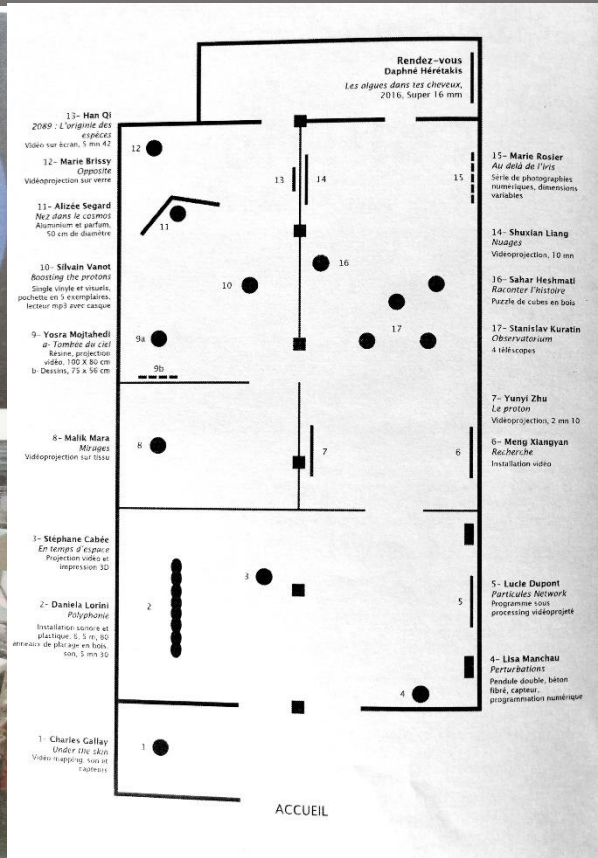 Rendez-vous
Daphné Hérétakis
Les algues dans tes cheveux,
2016, Super 16 mm
13- Han Qi
2089 : L'originie des
espèces
Vidéo sur écran, 5 mn 42
12- Marie Brissy
Opposite
Vidéoprojection sur verre
11- Alizée Segard
Nez dans le cosmos
Aluminium et parfum,
50 cm de diamètre
10- Silvain Vanot
Boosting the protons
Single vinyle et visuels,
pochette en 5 exemplaires,
lecteur mp3 avec casque
9- Yosra Mojtahedi
a- Tombée du ciel
Résine, projection
vidéo, 100 X 80 cm
b- Dessins, 75 x 56 cm
8- Malik Mara
Mirages
Vidéoprojection sur tissu
3- Stéphane Cabée
En temps d'espace
Projection vidéo et
impression 3D
2- Daniela Lorini
Polyphonie
Installation sonore et
plastique, 6, 5 m, 80
anneaux de placage en bois,
son, 5 mn 30
1- Charles Gallay
Under the skin
Vidéo mapping, son et
capteurs
12
11
10
9a
9b
8
13
14
15
16
17
7
6
3
2
5
4
1
15- Marie Rosier
Au delà de l'iris
Série de photographies
numériques, dimensions
variables
14- Shuxian Liang
Nuages
Vidéoprojection, 10 mn
16- Sahar Heshmati
Raconter l'histoire
Puzzle de cubes en bois
17- Stanislav Kuratin
Observatorium
4 téléscopes
7- Yunyi Zhu
Le proton
Vidéoprojection, 2 mn 10
6- Meng Xiangyan
Recherche
Installation vidéo
5- Lucie Dupont
Particules Network
Programme sous
processing vidéoprojeté
4- Lisa Manchau
Perturbations
Pendule double, béton
fibré, capteur,
programmation numérique
ACCUEIL